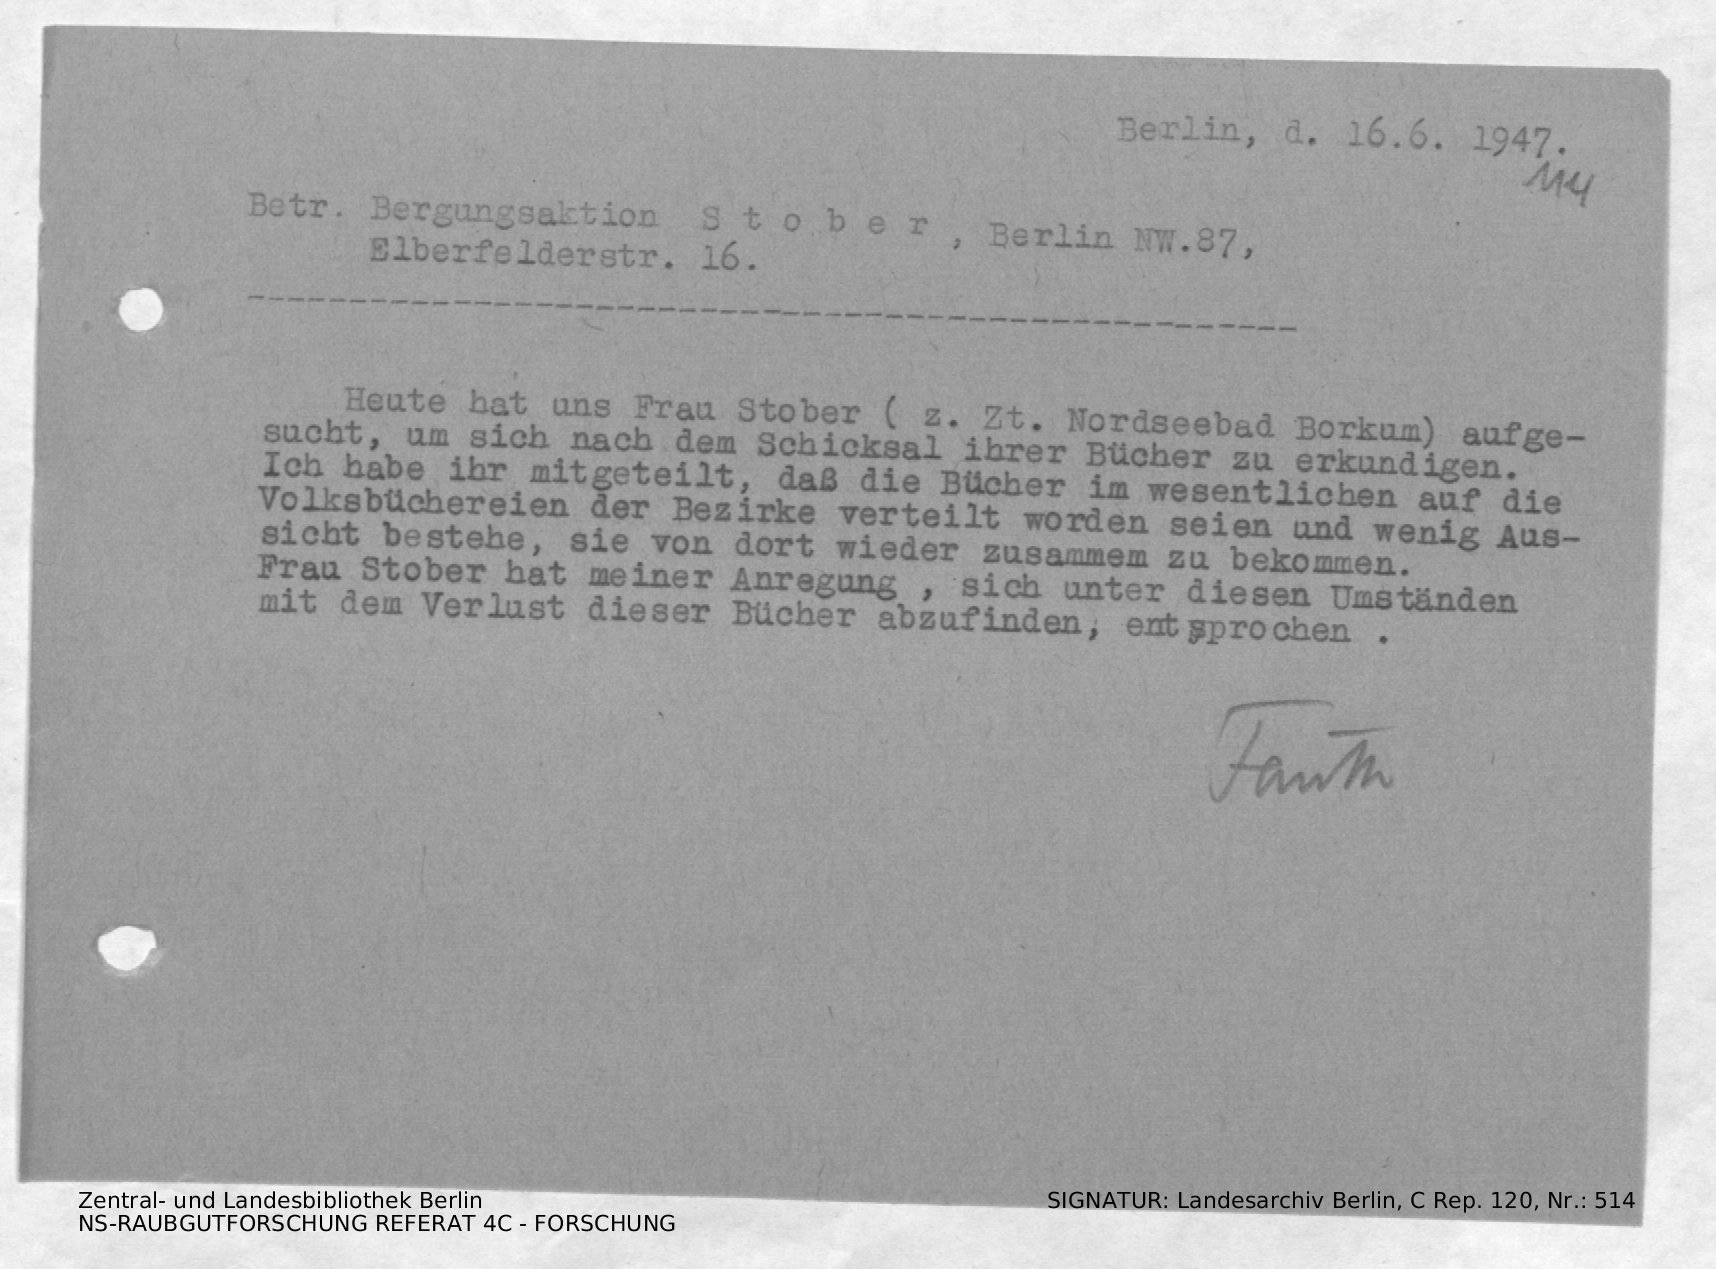 Berlin, d. 16.6. 1947.
114
Betr. Bergungsaktion S t o b e r , Berlin NW.87,
Elberfelderstr. 16.
---------------------------------------------------
Heute hat uns Frau Stober ( z. Zt. Nordseebad Borkum) aufge-
sucht, um sich nach dem Schicksal ihrer Bücher zu erkundigen.
Ich habe ihr mitgeteilt, daß die Bücher im wesentlichen auf die
Volksbüchereien der Bezirke verteilt worden seien und wenig Aus-
sicht bestehe, sie von dort wieder zusammem zu bekommen.
Frau Stober hat meiner Anregung , sich unter diesen Umständen
mit dem Verlust dieser Bücher abzufinden, entsprochen .
Fauth
Zentral- und Landesbibliothek Berlin
NS-RAUBGUTFORSCHUNG REFERAT 4C - FORSCHUNG
SIGNATUR: Landesarchiv Berlin, C Rep. 120, Nr.: 514